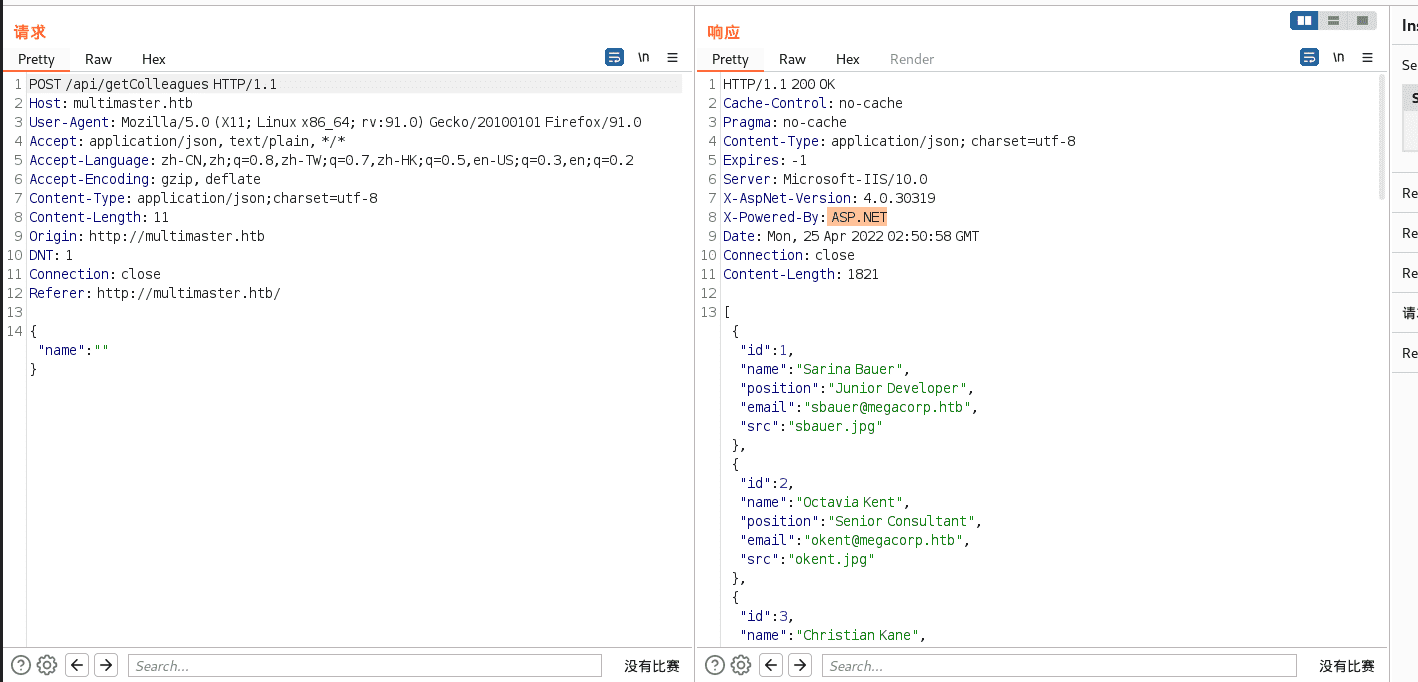 请求
Pretty Raw Hex \n
1 POST /api/getColleagues HTTP/1.1
2 Host: multimaster.htb
3 User-Agent: Mozilla/5.0 (X11; Linux x86_64; rv:91.0) Gecko/20100101 Firefox/91.0
4 Accept: application/json, text/plain, */*
5 Accept-Language: zh-CN,zh;q=0.8,zh-TW;q=0.7,zh-HK;q=0.5,en-US;q=0.3,en;q=0.2
6 Accept-Encoding: gzip, deflate
7 Content-Type: application/json;charset=utf-8
8 Content-Length: 11
9 Origin: http://multimaster.htb
10 DNT: 1
11 Connection: close
12 Referer: http://multimaster.htb/
13
14 {
"name":""
}
? Search... 没有比赛
响应
Pretty Raw Hex Render \n
1 HTTP/1.1 200 OK
2 Cache-Control: no-cache
3 Pragma: no-cache
4 Content-Type: application/json; charset=utf-8
5 Expires: -1
6 Server: Microsoft-IIS/10.0
7 X-AspNet-Version: 4.0.30319
8 X-Powered-By: ASP.NET
9 Date: Mon, 25 Apr 2022 02:50:58 GMT
10 Connection: close
11 Content-Length: 1821
12
13 [
{
"id":1,
"name":"Sarina Bauer",
"position":"Junior Developer",
"email":"sbauer@megacorp.htb",
"src":"sbauer.jpg"
},
{
"id":2,
"name":"Octavia Kent",
"position":"Senior Consultant",
"email":"okent@megacorp.htb",
"src":"okent.jpg"
},
{
"id":3,
"name":"Christian Kane",
? Search... 没有比赛
Ins
Se
S
Re
Re
Re
请
Re